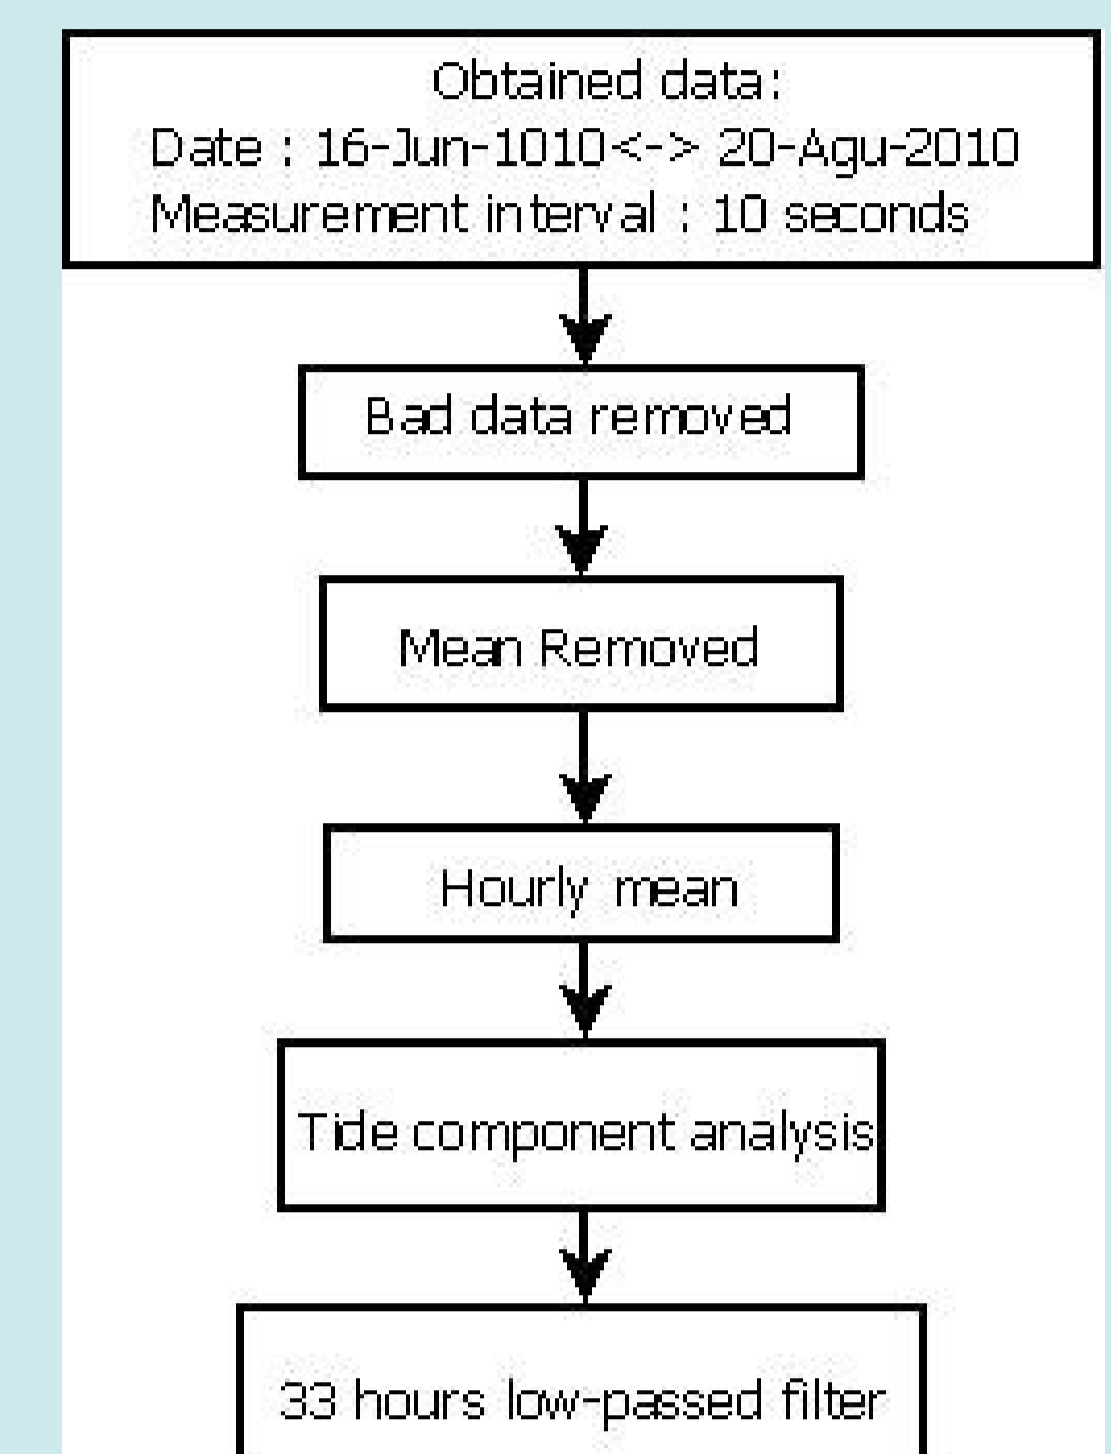 Obtained data:
Date : 16-Jun-1010<-> 20-Agu-2010
Measurement interval : 10 seconds
Bad data removed
Mean Removed
Hourly mean
Tide component analysis
33 hours low-passed filter